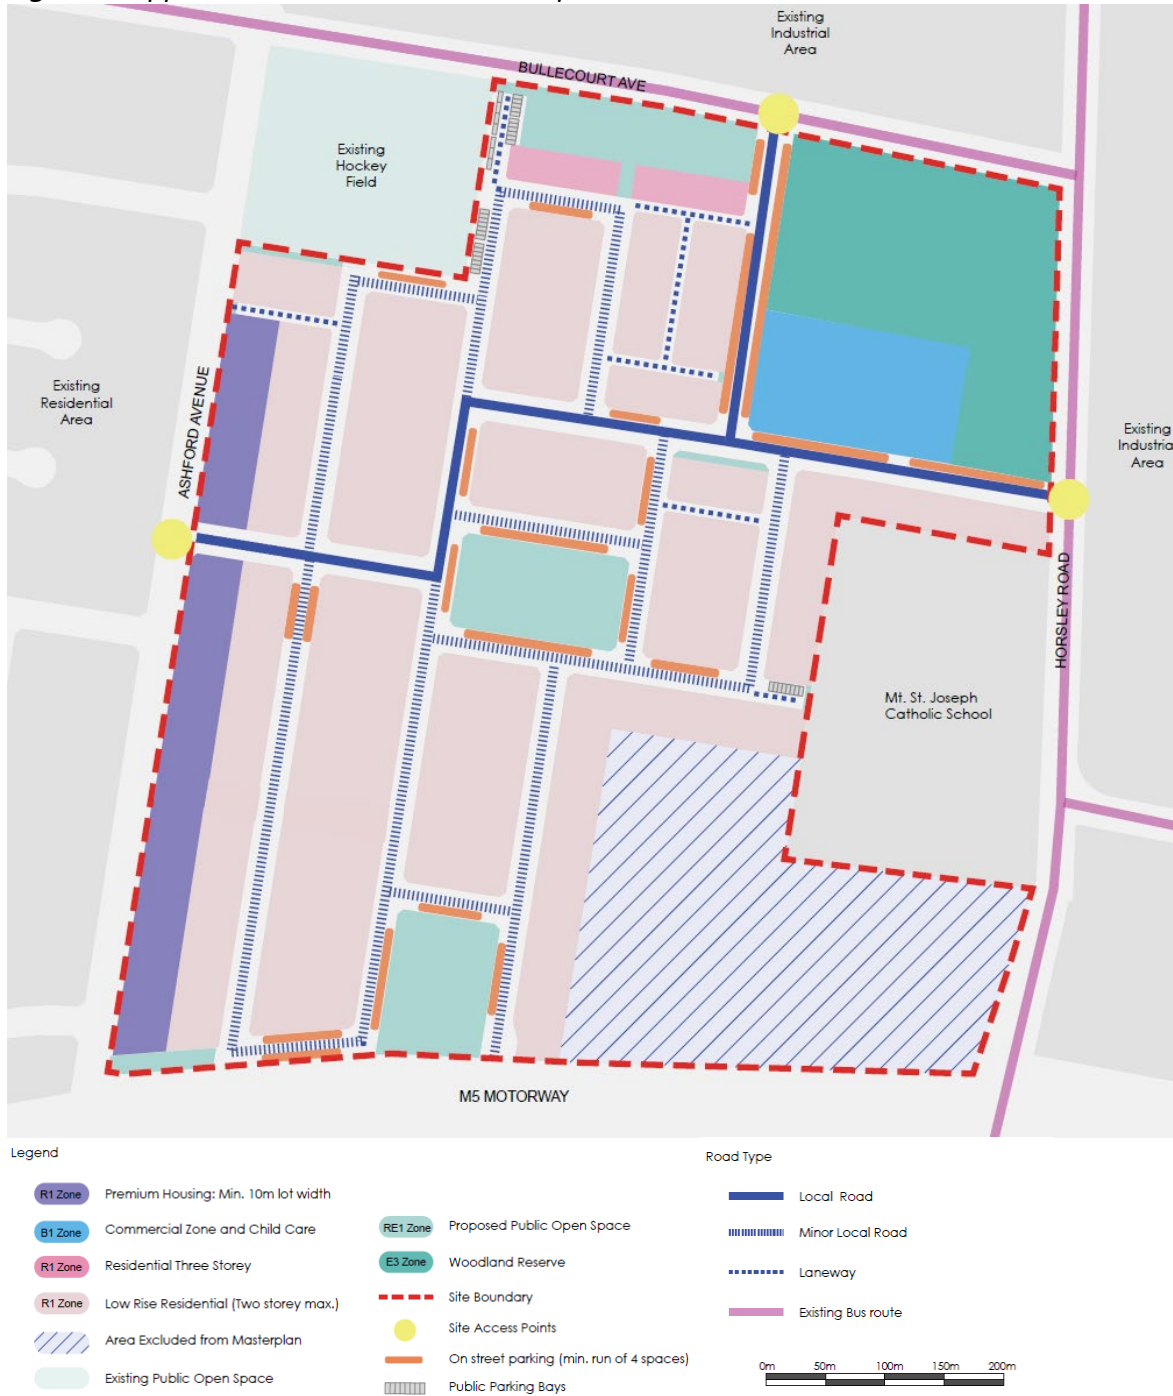 Existing
Industrial
Area
BULLECOURT AVE
Existing
Hockey
Field
Existing
Residential
Area
ASHFORD AVENUE
Existing
Industria
Area
HORSLEY ROAD
Mt. St. Joseph
Catholic School
M5 MOTORWAY
Legend
R1 Zone Premium Housing: Min. 10m lot width
B1 Zone Commercial Zone and Child Care
R1 Zone Residential Three Storey
R1 Zone Low Rise Residential (Two storey max.)
Area Excluded from Masterplan
Existing Public Open Space
RE1 Zone Proposed Public Open Space
E3 Zone Woodland Reserve
Site Boundary
Site Access Points
On street parking (min. run of 4 spaces)
Public Parking Bays
Road Type
Local Road
Minor Local Road
Laneway
Existing Bus route
0m 50m 100m 150m 200m